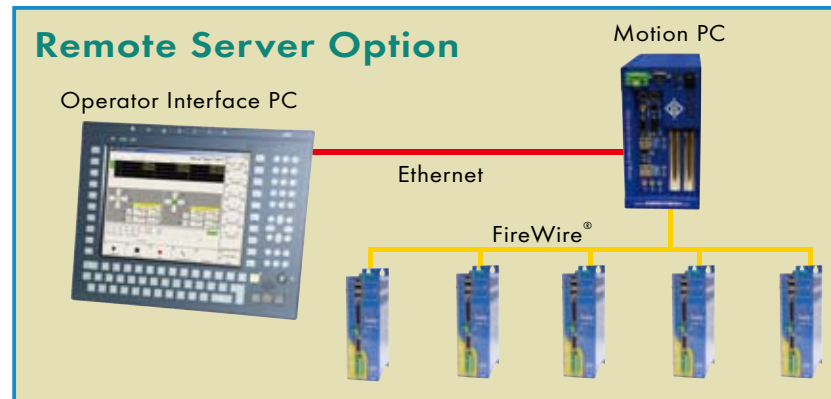 Remote Server Option
Motion PC
Operator Interface PC
Ethernet
FireWire®